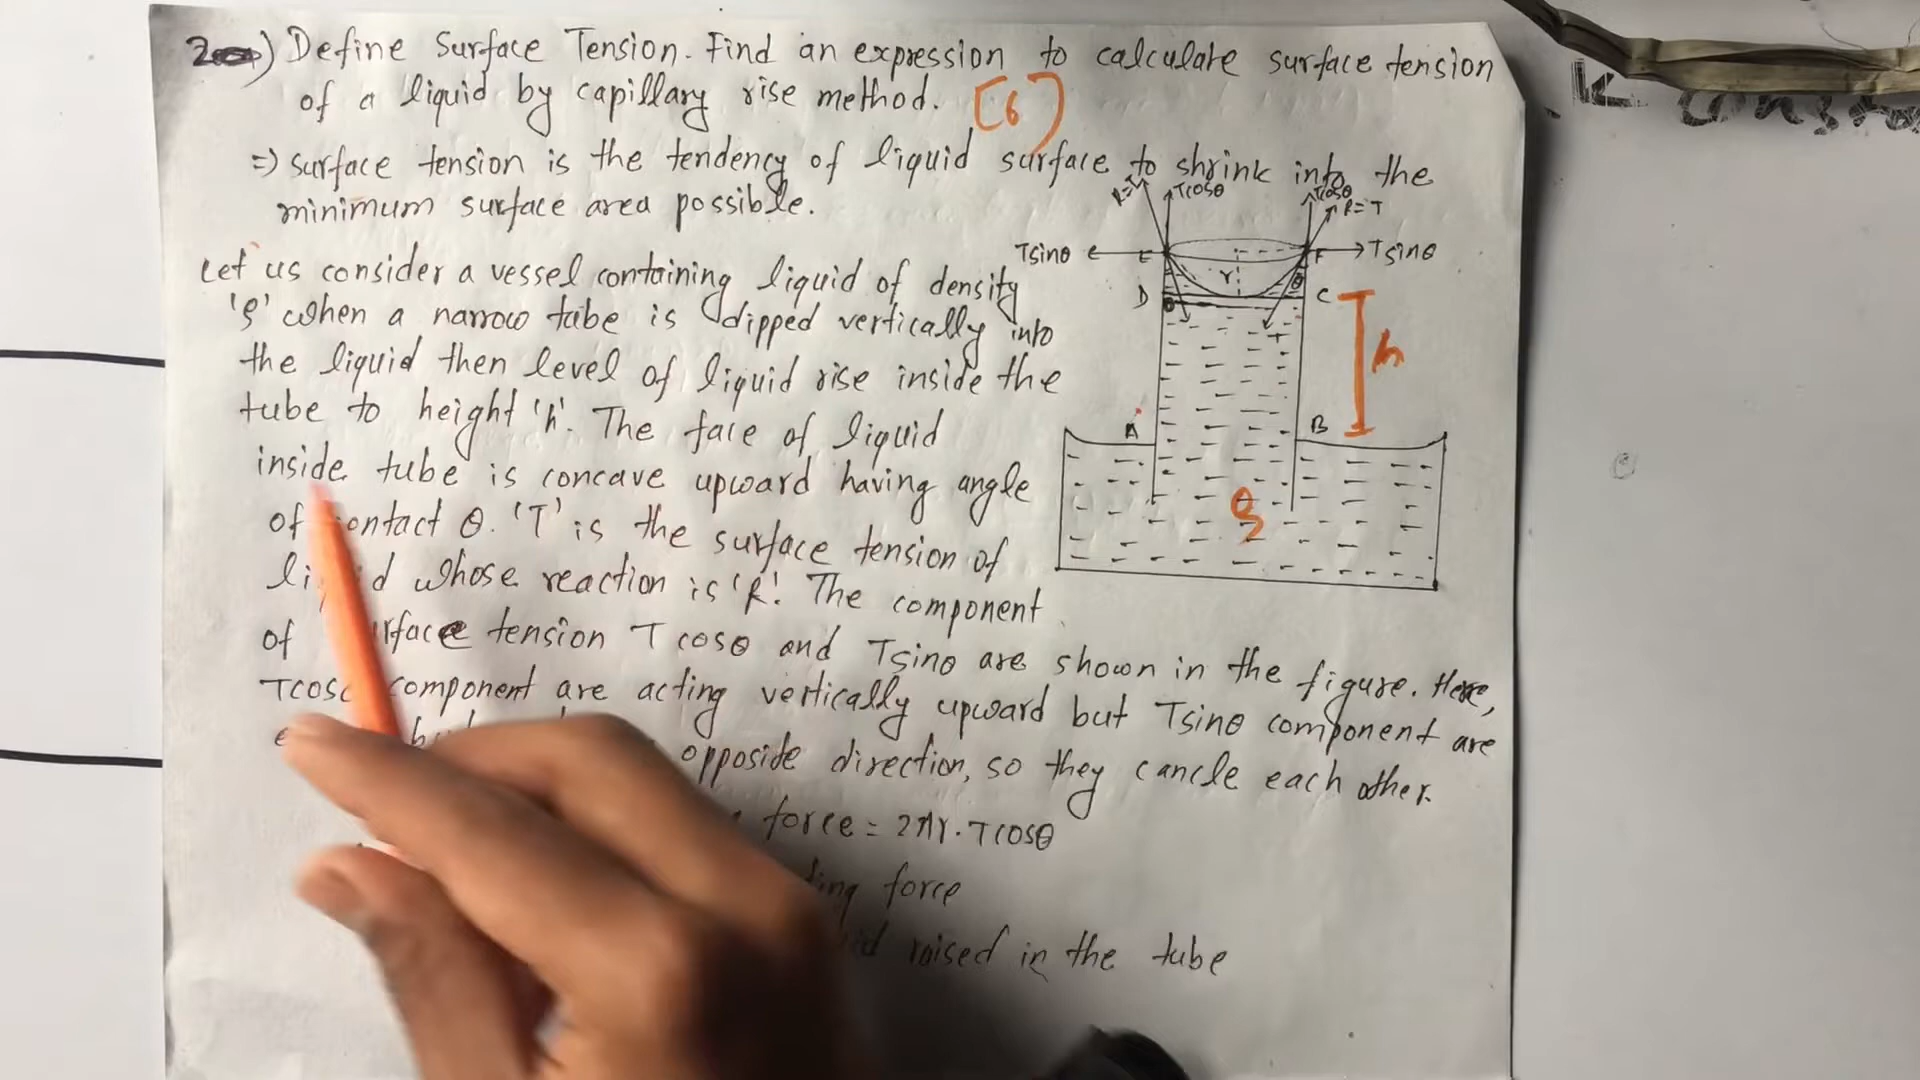 Define Surface Tension. Find an expression to calculate surface tension
of a liquid by capillary rise method. [6]
=> surface tension is the tendency of liquid surface to shrink into the
minimum surface area possible.
Let us consider a vessel containing liquid of density
'ρ' when a narrow tube is dipped vertically into
the liquid then level of liquid rise inside the
tube to height 'h'. The face of liquid
inside tube is concave upward having angle
of contact θ. 'T' is the surface tension of
whose reaction is 'R'. The component
of tension T cosθ and Tsinθ are shown in the figure. Here,
component are acting vertically upward but Tsinθ component are
opposite direction, so they cancle each other.
force = 2πr.Tcosθ
force
raised in the tube
R=T Tcosθ Tcosθ R=T
Tsinθ E F Tsinθ
r θ
D C
θ T
h
A B
ρ